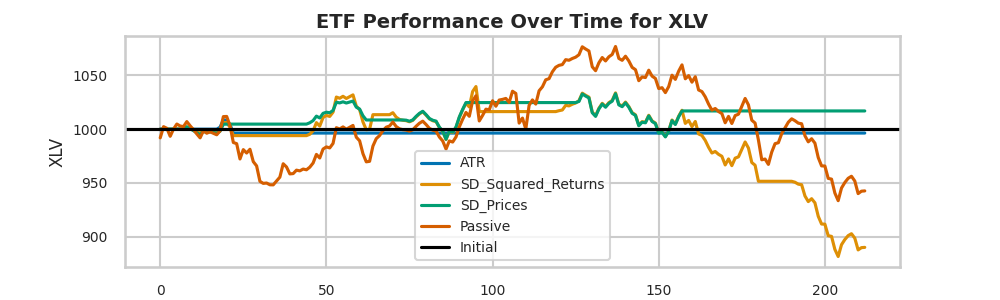 ETF Performance Over Time for XLV
XLV
1050
1000
950
900
ATR
SD_Squared_Returns
SD_Prices
Passive
Initial
0 50 100 150 200